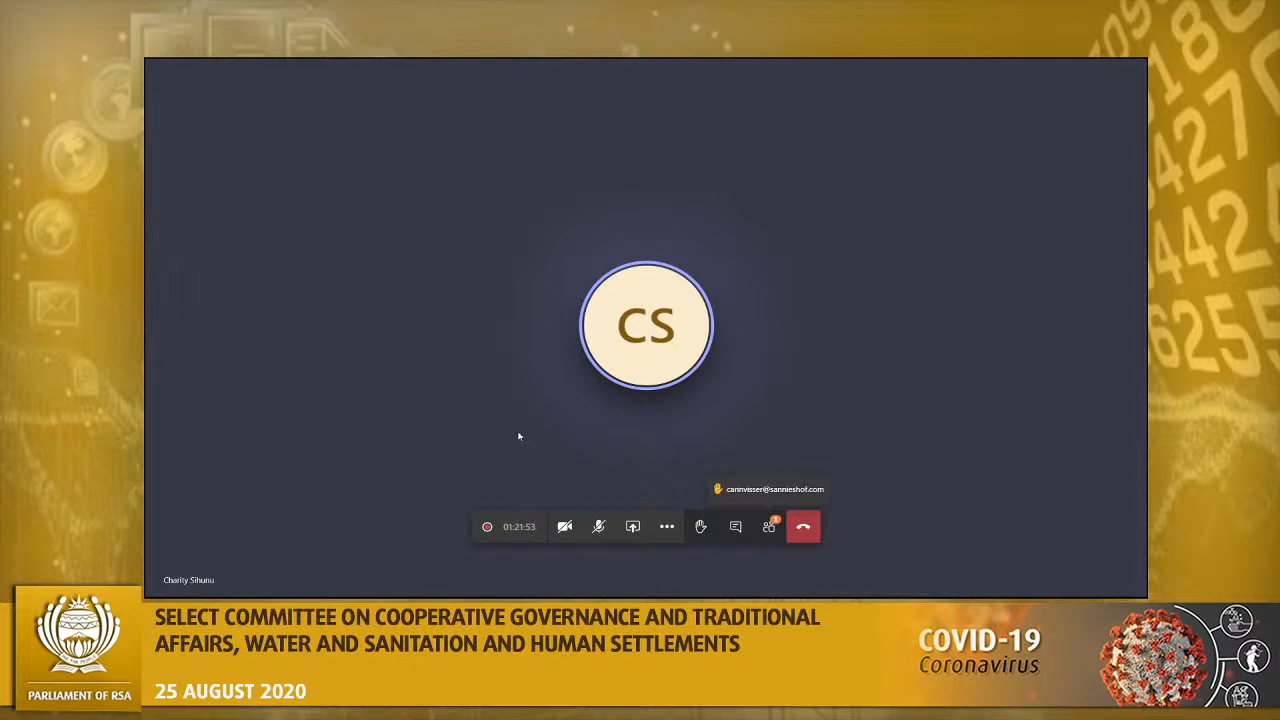 CS
carinvisser@sannieshof.com
01:21:53
1
Charity Sihunu
SELECT COMMITTEE ON COOPERATIVE GOVERNANCE AND TRADITIONAL
AFFAIRS, WATER AND SANITATION AND HUMAN SETTLEMENTS
25 AUGUST 2020
PARLIAMENT OF RSA
COVID-19
Coronavirus